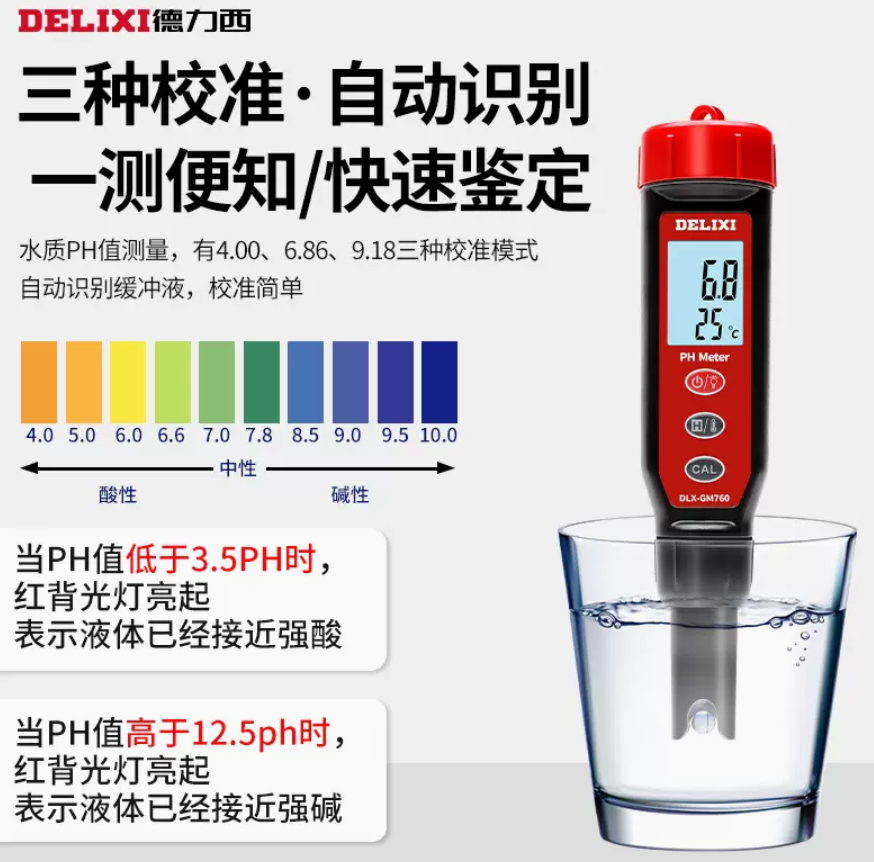 DELIXI德力西
三种校准·自动识别
一测便知/快速鉴定
水质PH值测量，有4.00、6.86、9.18三种校准模式
自动识别缓冲液，校准简单
4.0 5.0 6.0 6.6 7.0 7.8 8.5 9.0 9.5 10.0
中性
酸性 碱性
当PH值低于3.5PH时，
红背光灯亮起
表示液体已经接近强酸
当PH值高于12.5ph时，
红背光灯亮起
表示液体已经接近强碱
DELIXI
6.8
25℃
PH Meter
H/
CAL
DLX-GM760